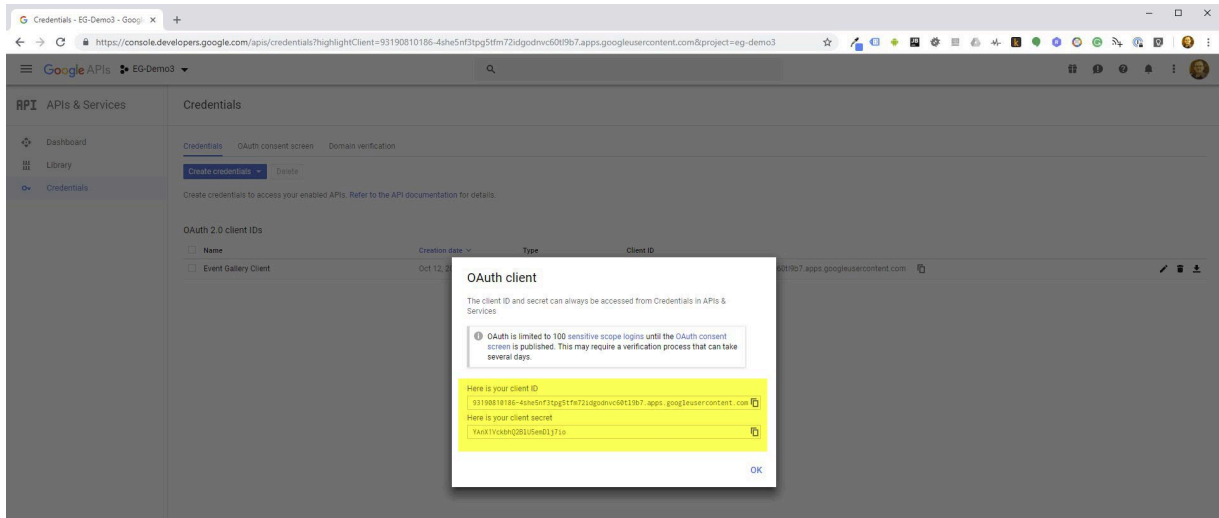 Credentials - EG-Demo3 - Googl
https://console.developers.google.com/apis/credentials?highlightClient=93190810186-4she5nf3tpg5tfm72idgodnvc60tl9b7.apps.googleusercontent.com&project=eg-demo3
Google APIs EG-Demo3
API APIs & Services
Credentials
Dashboard
Library
Credentials
Credentials OAuth consent screen Domain verification
Create credentials Delete
Create credentials to access your enabled APIs. Refer to the API documentation for details.
OAuth 2.0 client IDs
Name Creation date Type Client ID
Event Gallery Client Oct 12, 60tl9b7.apps.googleusercontent.com
OAuth client
The client ID and secret can always be accessed from Credentials in APIs &
Services
OAuth is limited to 100 sensitive scope logins until the OAuth consent
screen is published. This may require a verification process that can take
several days.
Here is your client ID
93190810186-4she5nf3tpg5tfm72idgodnvc60tl9b7.apps.googleusercontent.com
Here is your client secret
OK